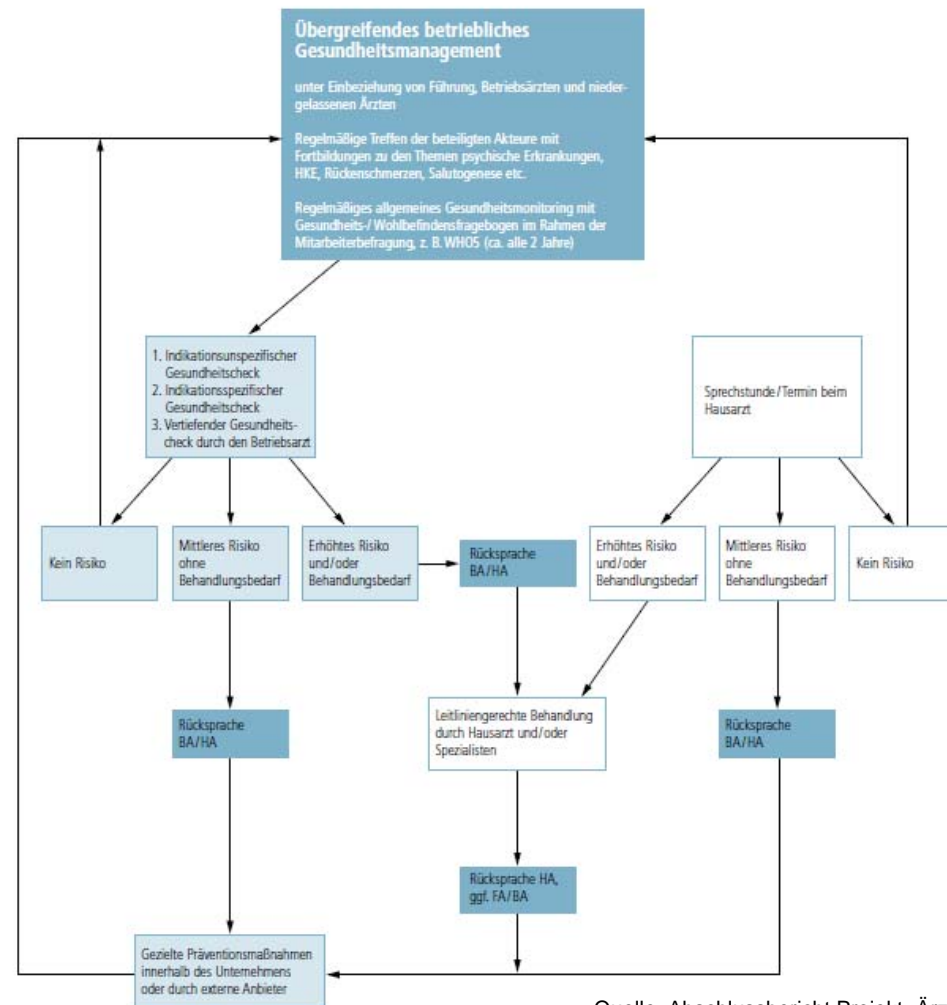 Übergreifendes betriebliches
Gesundheitsmanagement
unter Einbeziehung von Führung, Betriebsärzten und nieder-
gelassenen Ärzten
Regelmäßige Treffen der beteiligten Akteure mit
Fortbildungen zu den Themen psychische Erkrankungen,
HKE, Rückenschmerzen, Salutogenese etc.
Regelmäßiges allgemeines Gesundheitsmonitoring mit
Gesundheits-/ Wohlbefindensfragebogen im Rahmen der
Mitarbeiterbefragung, z. B. WHO5 (ca. alle 2 Jahre)
1. Indikationsunspezifischer
Gesundheitscheck
2. Indikationsspezifischer
Gesundheitscheck
3. Vertiefender Gesundheits-
check durch den Betriebsarzt
Sprechstunde/Termin beim
Hausarzt
Kein Risiko
Mittleres Risiko
ohne
Behandlungsbedarf
Erhöhtes Risiko
und/oder
Behandlungsbedarf
Rücksprache
BA/HA
Erhöhtes Risiko
und/oder
Behandlungsbedarf
Mittleres Risiko
ohne
Behandlungsbedarf
Kein Risiko
Rücksprache
BA/HA
Leitliniengerechte Behandlung
durch Hausarzt und/oder
Spezialisten
Rücksprache
BA/HA
Rücksprache HA,
ggf. FA/BA
Gezielte Präventionsmaßnahmen
innerhalb des Unternehmens
oder durch externe Anbieter